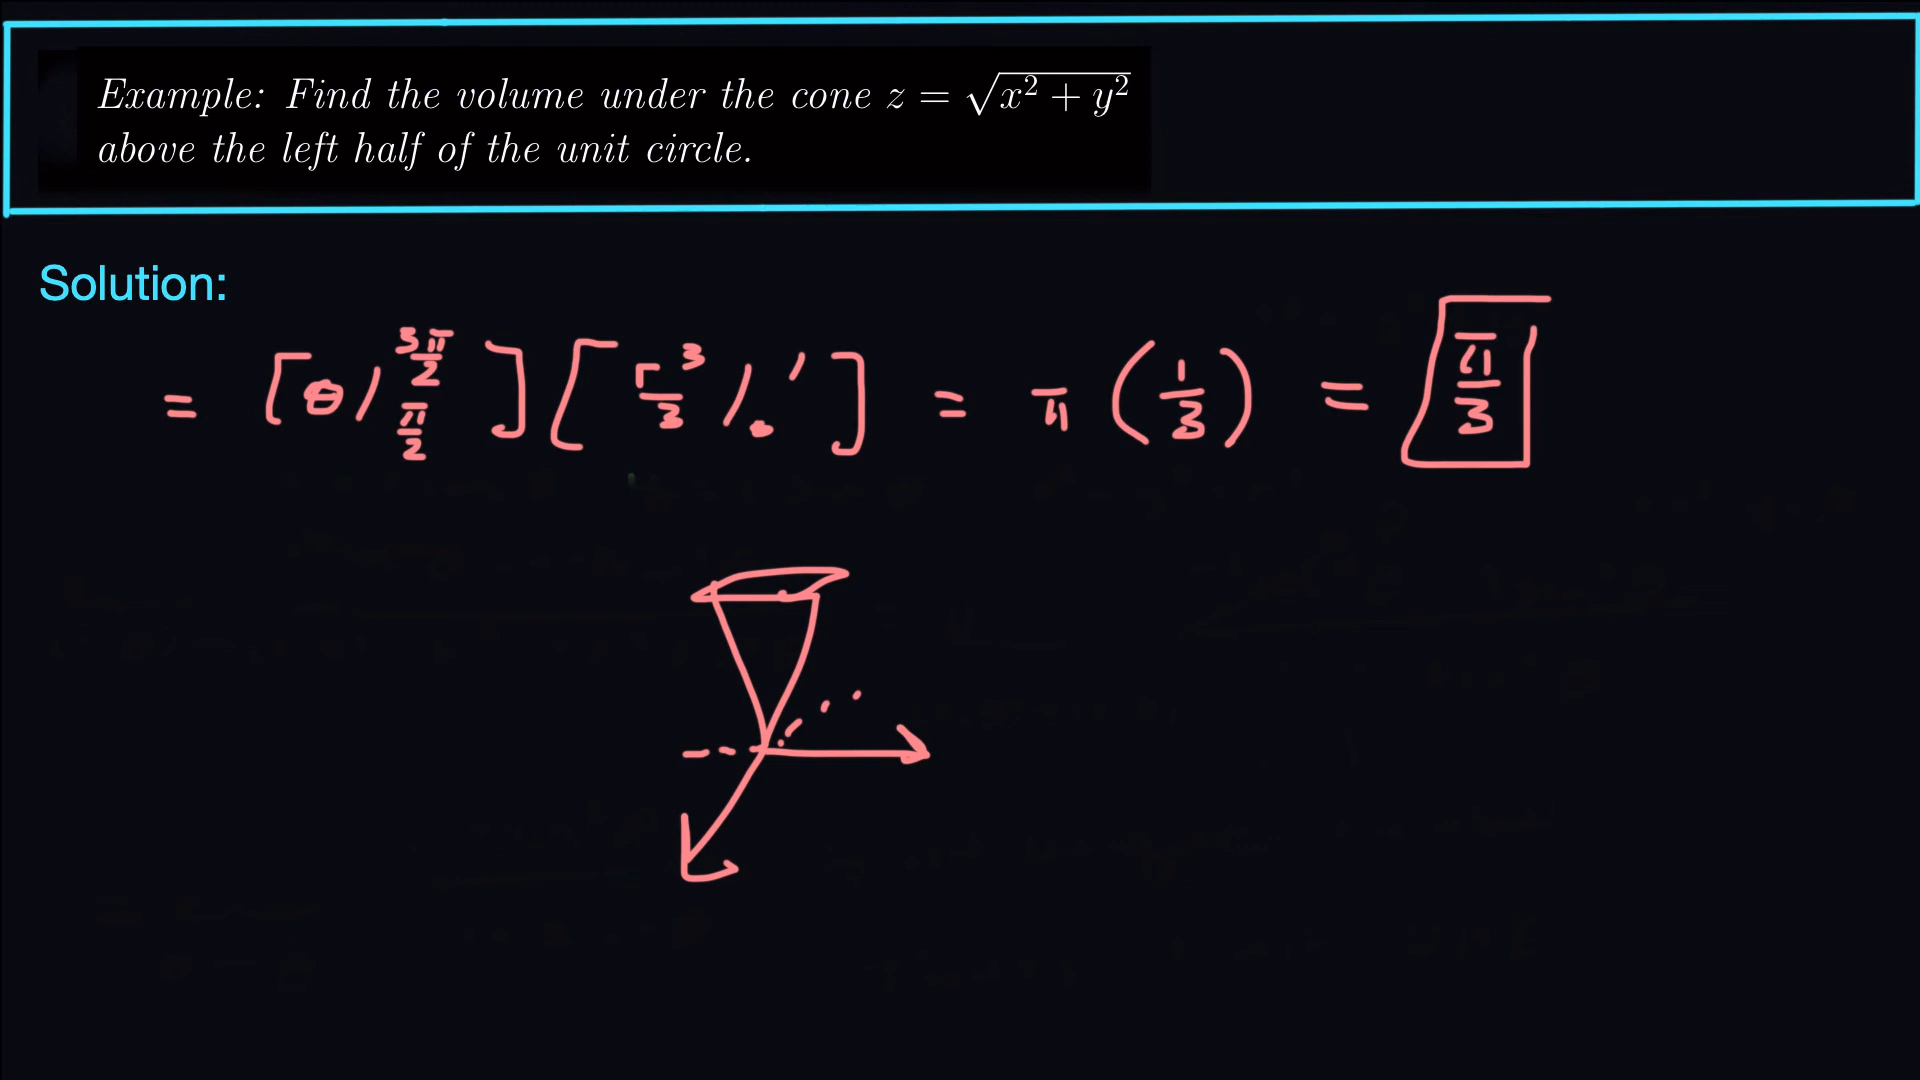 Example: Find the volume under the cone z = √(x² + y²)
above the left half of the unit circle.
Solution:
= [θ / 3π/2 π/2] [r³/3 / ₀ ¹] = π (1/3) = π/3